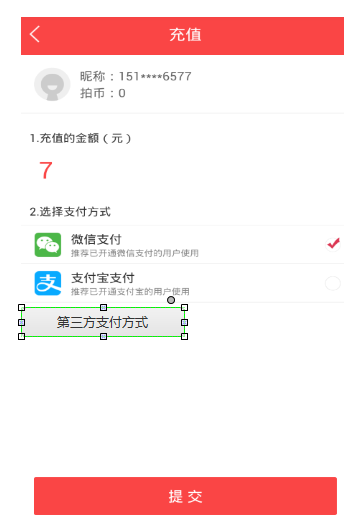 充值
昵称：151****6577
拍币：0
1.充值的金额（元）
7
2.选择支付方式
微信支付
推荐已开通微信支付的用户使用
支付宝支付
推荐已开通支付宝的用户使用
第三方支付方式
提 交